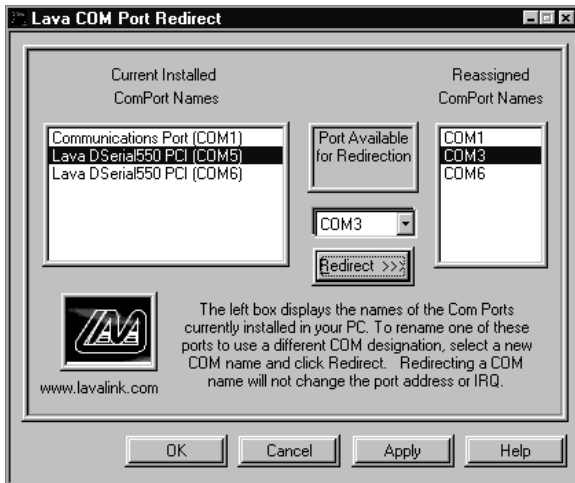 Lava COM Port Redirect
Current Installed
ComPort Names
Reassigned
ComPort Names
Communications Port (COM1)
Lava DSerial550 PCI (COM5)
Lava DSerial550 PCI (COM6)
Port Available
for Redirection
COM3
Redirect >>>
COM1
COM3
COM6
LAVA
www.lavalink.com
The left box displays the names of the Com Ports
currently installed in your PC. To rename one of these
ports to use a different COM designation, select a new
COM name and click Redirect. Redirecting a COM
name will not change the port address or IRQ.
OK
Cancel
Apply
Help